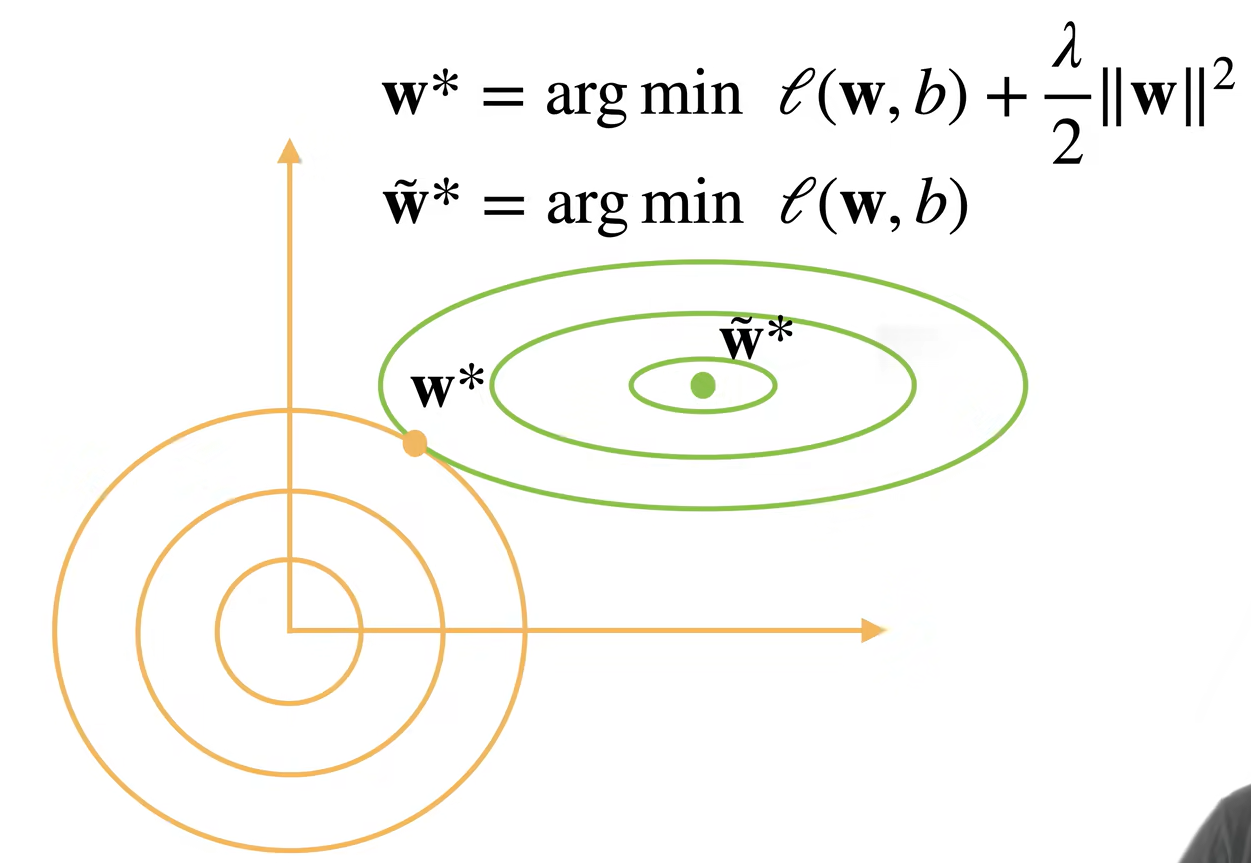 w* = arg min ℓ(w, b) + λ/2 ||w||²
w̃* = arg min ℓ(w, b)
w̃*
w*